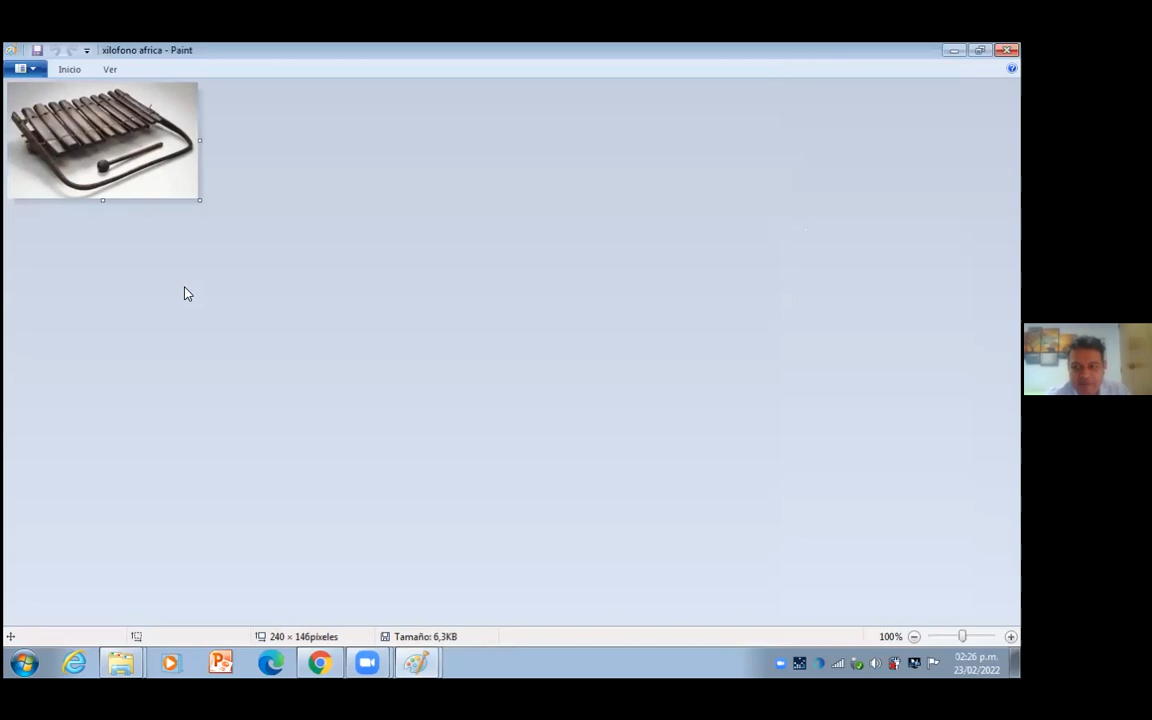 xilofono africa - Paint
Inicio Ver
240 × 146píxeles Tamaño: 6,3KB 100%
02:26 p.m.
23/02/2022